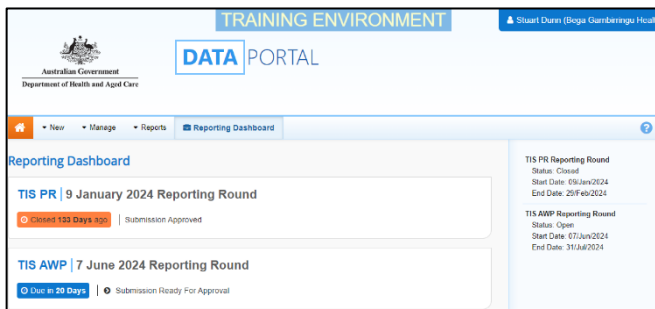 TRAINING ENVIRONMENT
Stuart Dunn (Bega Gambirringu Heal
Australian Government
Department of Health and Aged Care
DATA PORTAL
New
Manage
Reports
Reporting Dashboard
Reporting Dashboard
TIS PR | 9 January 2024 Reporting Round
Closed 133 Days ago | Submission Approved
TIS AWP | 7 June 2024 Reporting Round
Due in 20 Days | Submission Ready For Approval
TIS PR Reporting Round
Status: Closed
Start Date: 09/Jan/2024
End Date: 29/Feb/2024
TIS AWP Reporting Round
Status: Open
Start Date: 07/Jun/2024
End Date: 31/Jul/2024